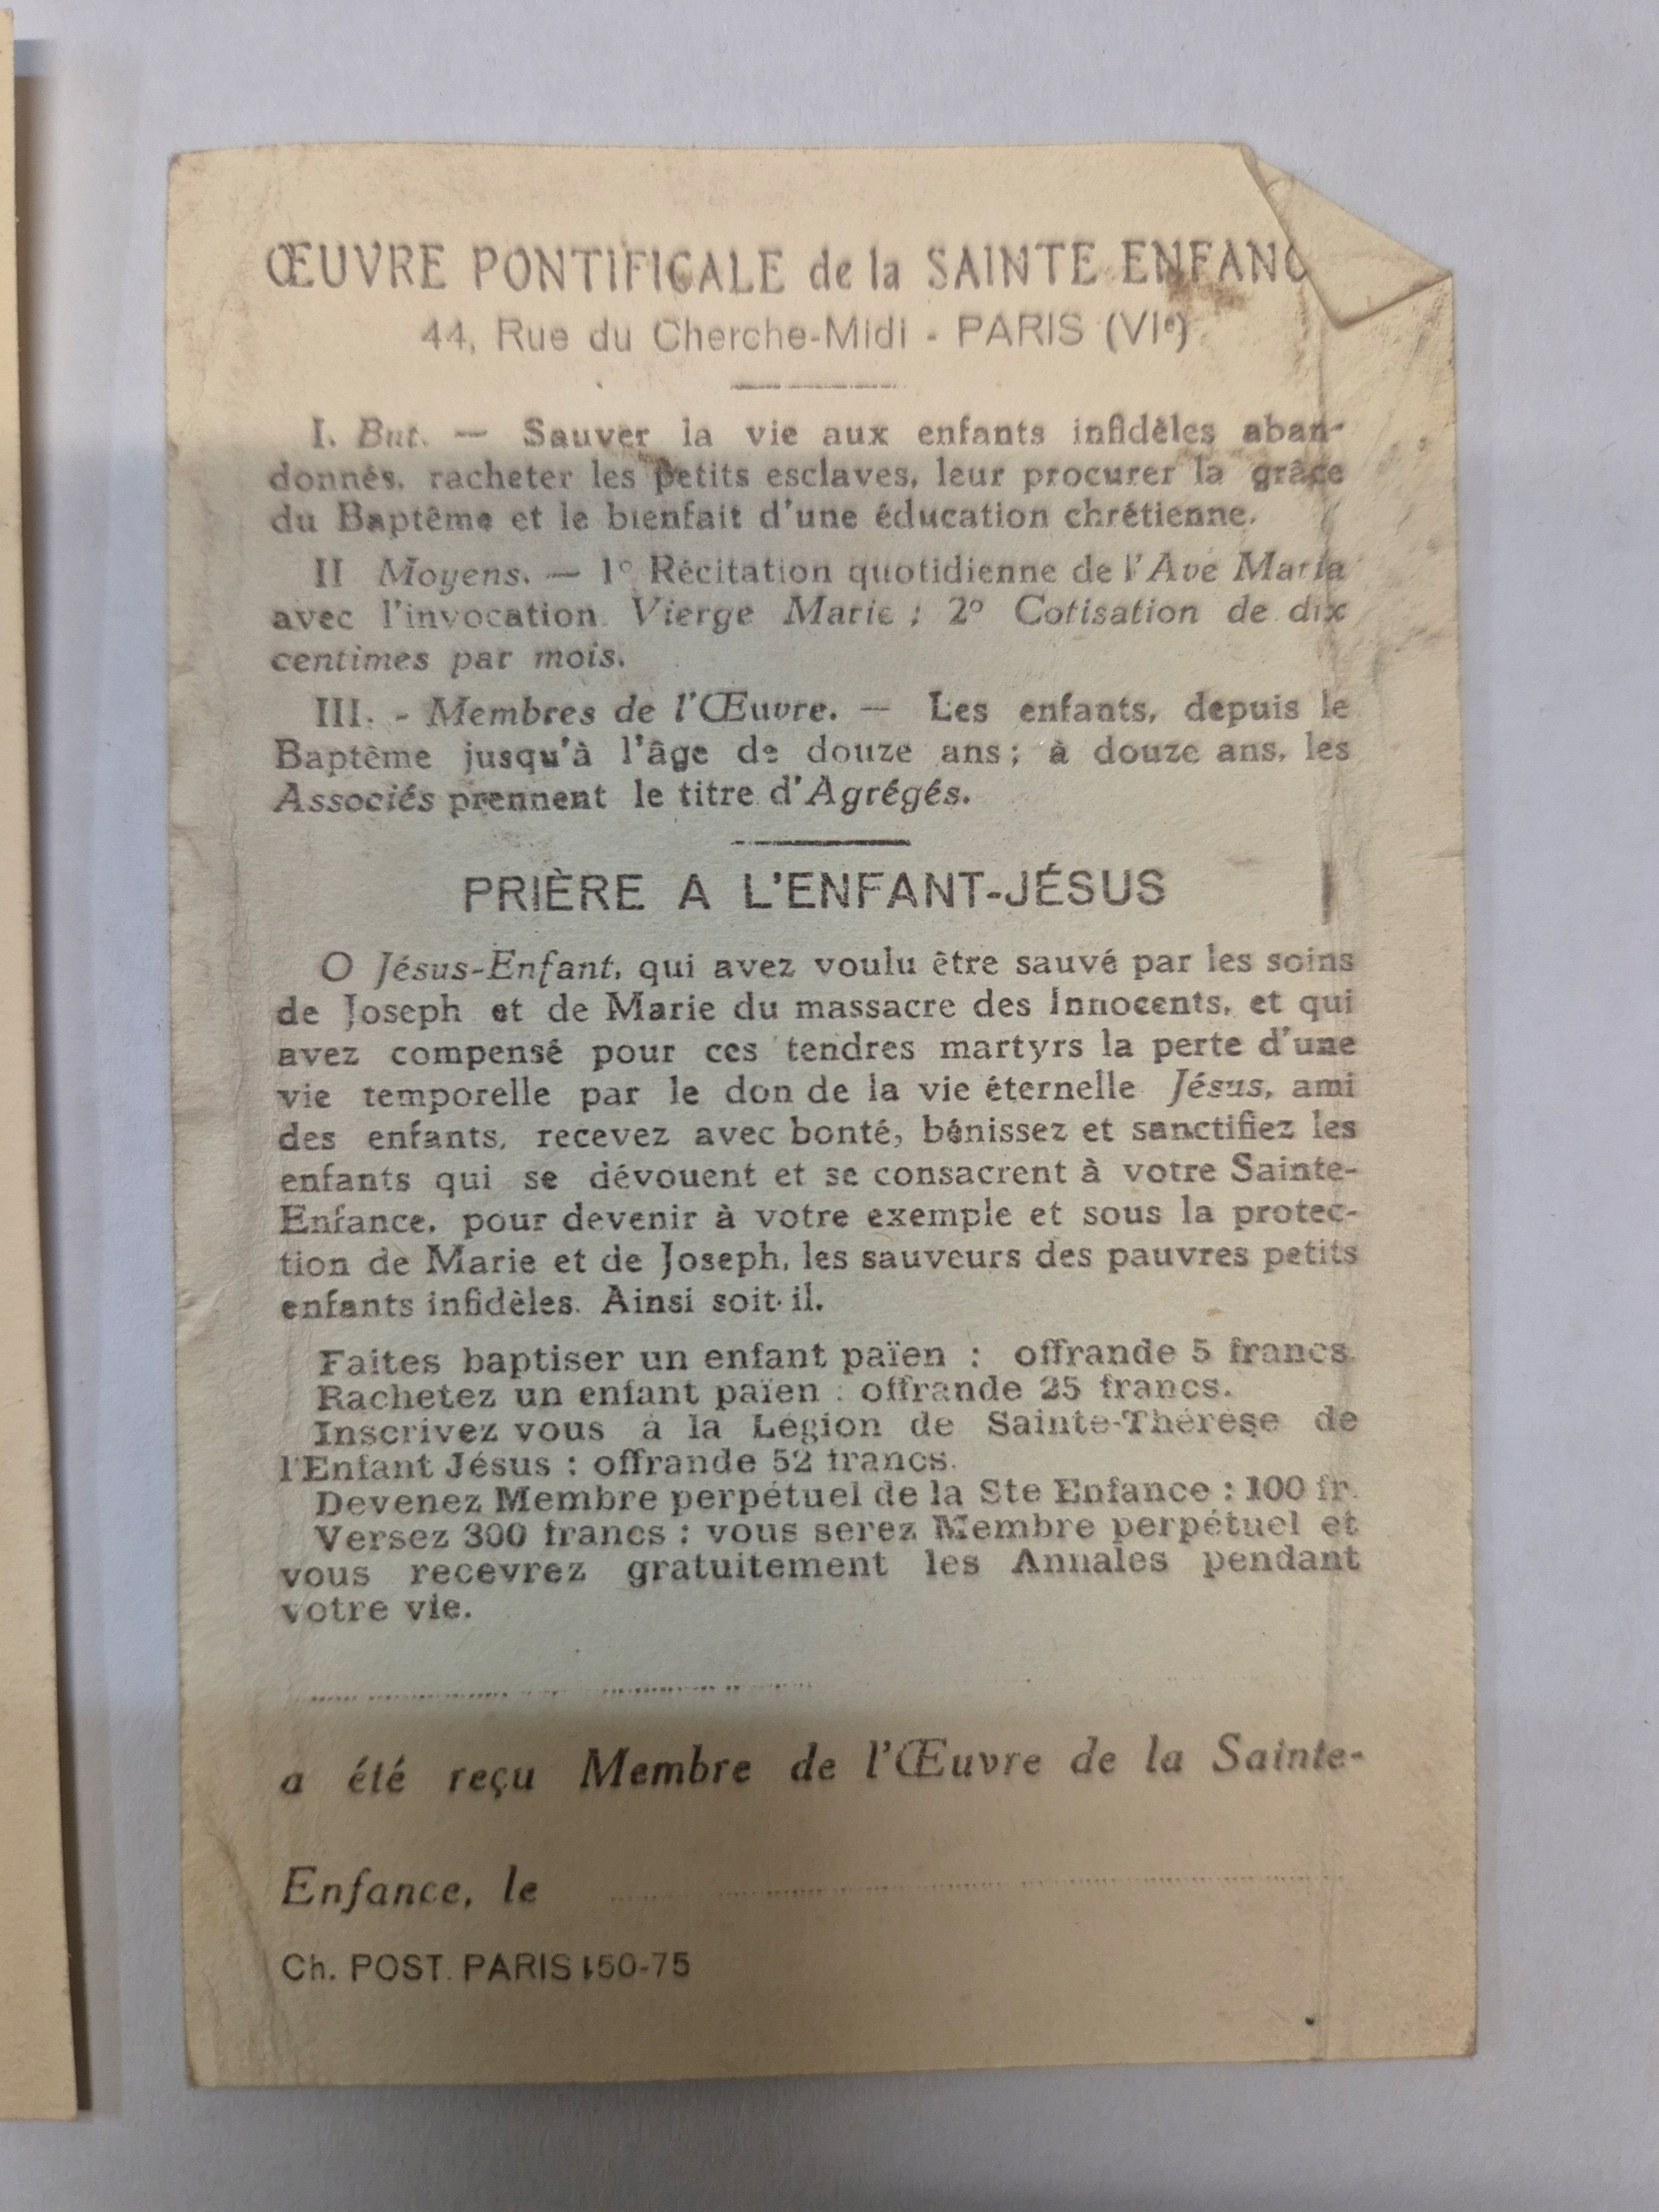 ŒUVRE PONTIFICALE de la SAINTE ENFANC
44, Rue du Cherche-Midi - PARIS (VIe)
I. But. — Sauver la vie aux enfants infidèles aban-
donnés, racheter les petits esclaves, leur procurer la grâce
du Baptême et le bienfait d'une éducation chrétienne.
II Moyens. — 1º Récitation quotidienne de l'Ave Maria
avec l'invocation Vierge Marie ; 2º Cotisation de dix
centimes par mois.
III. - Membres de l'Œuvre. — Les enfants, depuis le
Baptême jusqu'à l'âge de douze ans ; à douze ans, les
Associés prennent le titre d'Agrégés.
PRIÈRE A L'ENFANT-JÉSUS
O Jésus-Enfant, qui avez voulu être sauvé par les soins
de Joseph et de Marie du massacre des Innocents, et qui
avez compensé pour ces tendres martyrs la perte d'une
vie temporelle par le don de la vie éternelle Jésus, ami
des enfants, recevez avec bonté, bénissez et sanctifiez les
enfants qui se dévouent et se consacrent à votre Sainte-
Enfance, pour devenir à votre exemple et sous la protec-
tion de Marie et de Joseph, les sauveurs des pauvres petits
enfants infidèles. Ainsi soit-il.
Faites baptiser un enfant païen : offrande 5 francs.
Rachetez un enfant païen : offrande 25 francs.
Inscrivez vous à la Légion de Sainte-Thérèse de
l'Enfant Jésus : offrande 52 francs.
Devenez Membre perpétuel de la Ste Enfance : 100 fr.
Versez 300 francs : vous serez Membre perpétuel et
vous recevrez gratuitement les Annales pendant
votre vie.
a été reçu Membre de l'Œuvre de la Sainte-
Enfance, le
Ch. POST. PARIS 150-75